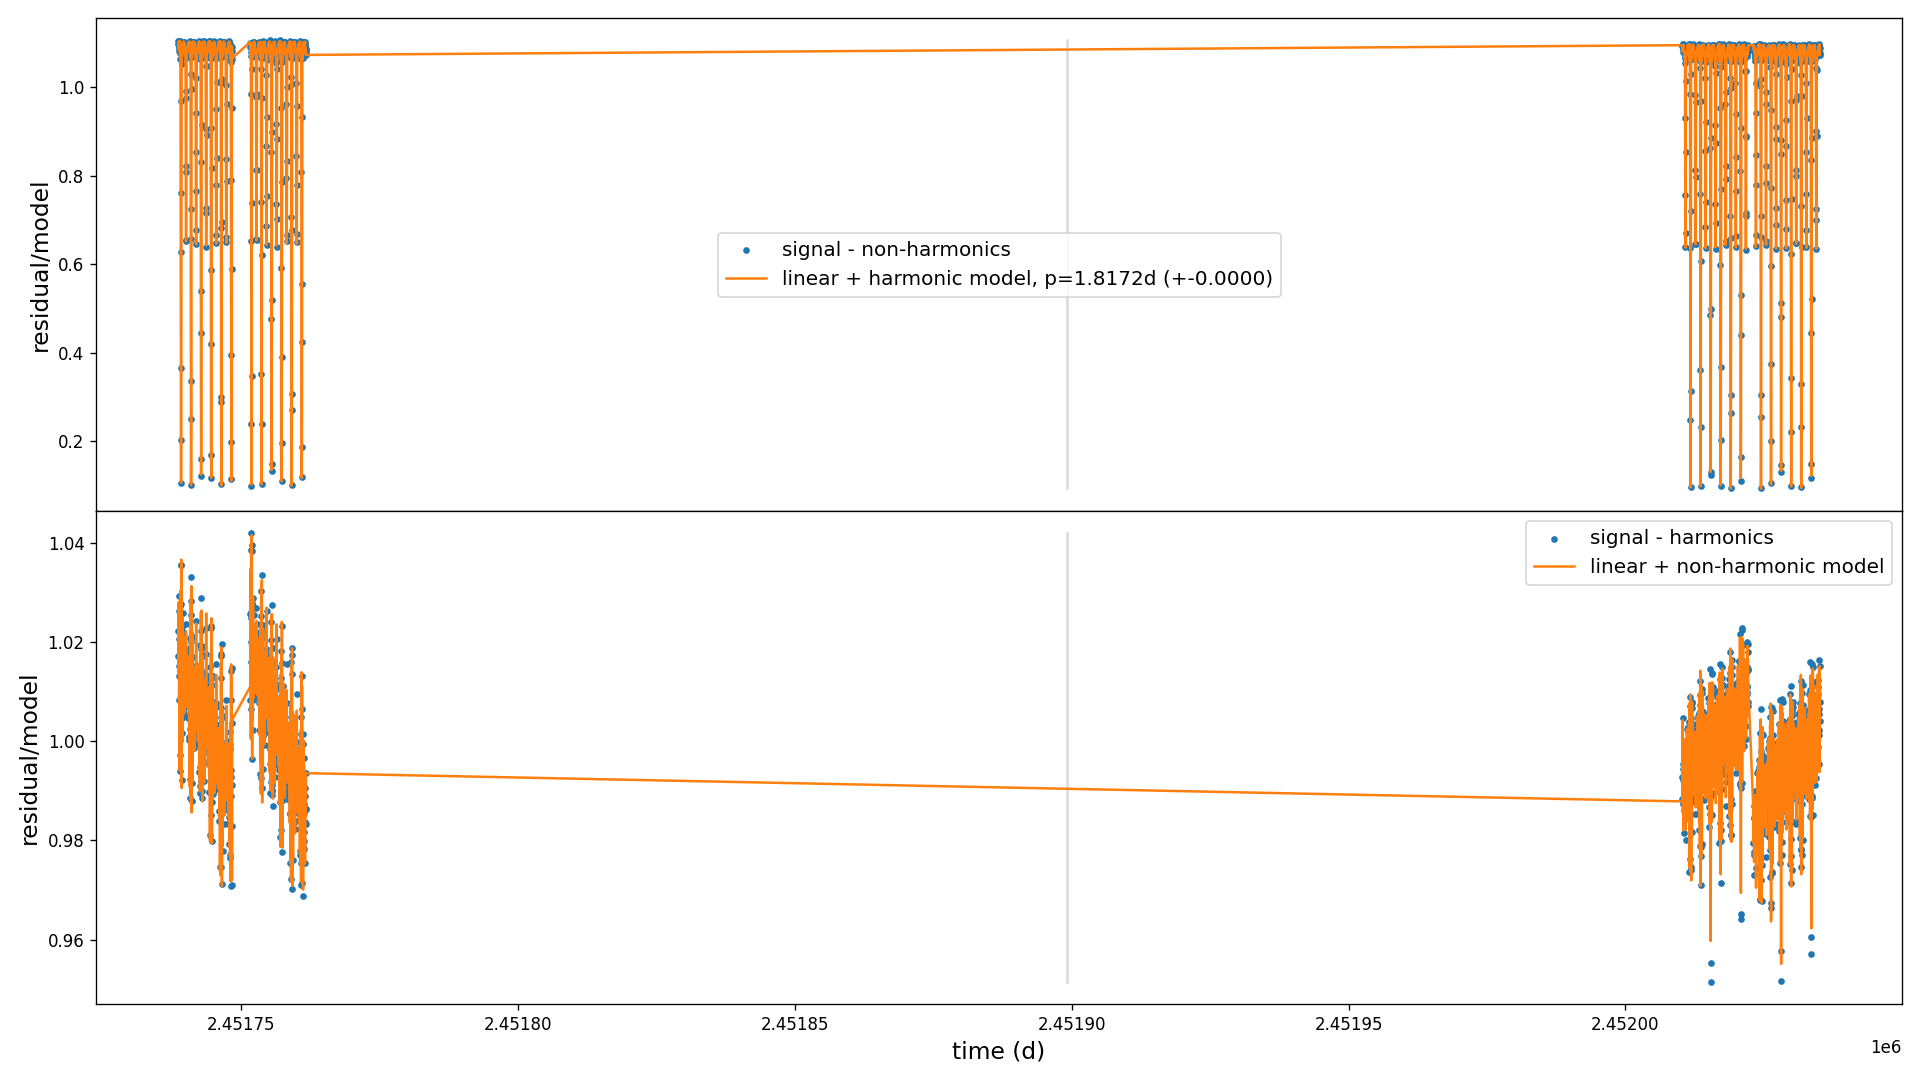 residual/model
1.0
0.8
0.6
0.4
0.2
signal - non-harmonics
linear + harmonic model, p=1.8172d (+-0.0000)
residual/model
1.04
1.02
1.00
0.98
0.96
signal - harmonics
linear + non-harmonic model
2.45175
2.45180
2.45185
2.45190
2.45195
2.45200
1e6
time (d)